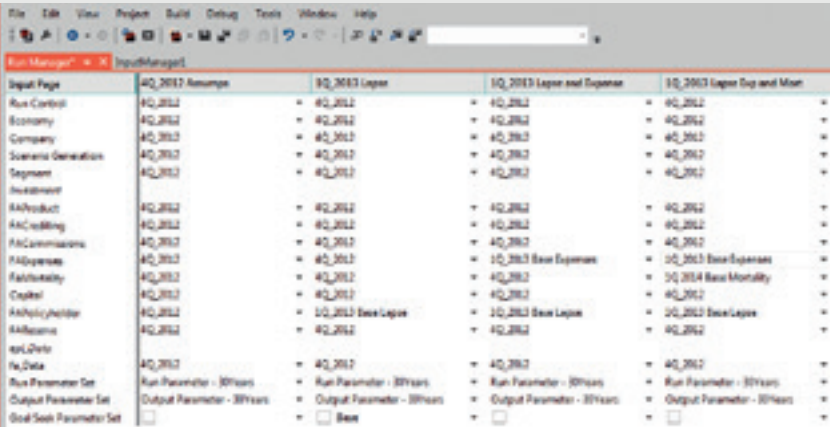 File Edit View Project Build Debug Tools Window Help
Run Manager* InputManager1
Input Page 4Q_2012 Assumps 1Q_2013 Lapse 1Q_2013 Lapse and Expense 1Q_2013 Lapse Exp and Mort
Run Control 4Q_2012 4Q_2012 4Q_2012 4Q_2012
Economy 4Q_2012 4Q_2012 4Q_2012 4Q_2012
Company 4Q_2012 4Q_2012 4Q_2012 4Q_2012
Scenario Generation 4Q_2012 4Q_2012 4Q_2012 4Q_2012
Segment 4Q_2012 4Q_2012 4Q_2012 4Q_2012
Investment
FAProduct 4Q_2012 4Q_2012 4Q_2012 4Q_2012
FACrediting 4Q_2012 4Q_2012 4Q_2012 4Q_2012
FACommissions 4Q_2012 4Q_2012 4Q_2012 4Q_2012
FAExpenses 4Q_2012 4Q_2012 1Q_2013 Base Expenses 1Q_2013 Base Expenses
FAMortality 4Q_2012 4Q_2012 4Q_2012 1Q_2014 Base Mortality
Capital 4Q_2012 4Q_2012 4Q_2012 4Q_2012
FAPolicyholder 4Q_2012 1Q_2013 Base Lapse 1Q_2013 Base Lapse 1Q_2013 Base Lapse
FAReserve 4Q_2012 4Q_2012 4Q_2012 4Q_2012
fa_Data 4Q_2012 4Q_2012 4Q_2012 4Q_2012
Run Parameter Set Run Parameter - 30Years Run Parameter - 30Years Run Parameter - 30Years Run Parameter - 30Years
Output Parameter Set Output Parameter - 30Years Output Parameter - 30Years Output Parameter - 30Years Output Parameter - 30Years
Goal Seek Parameter Set Base